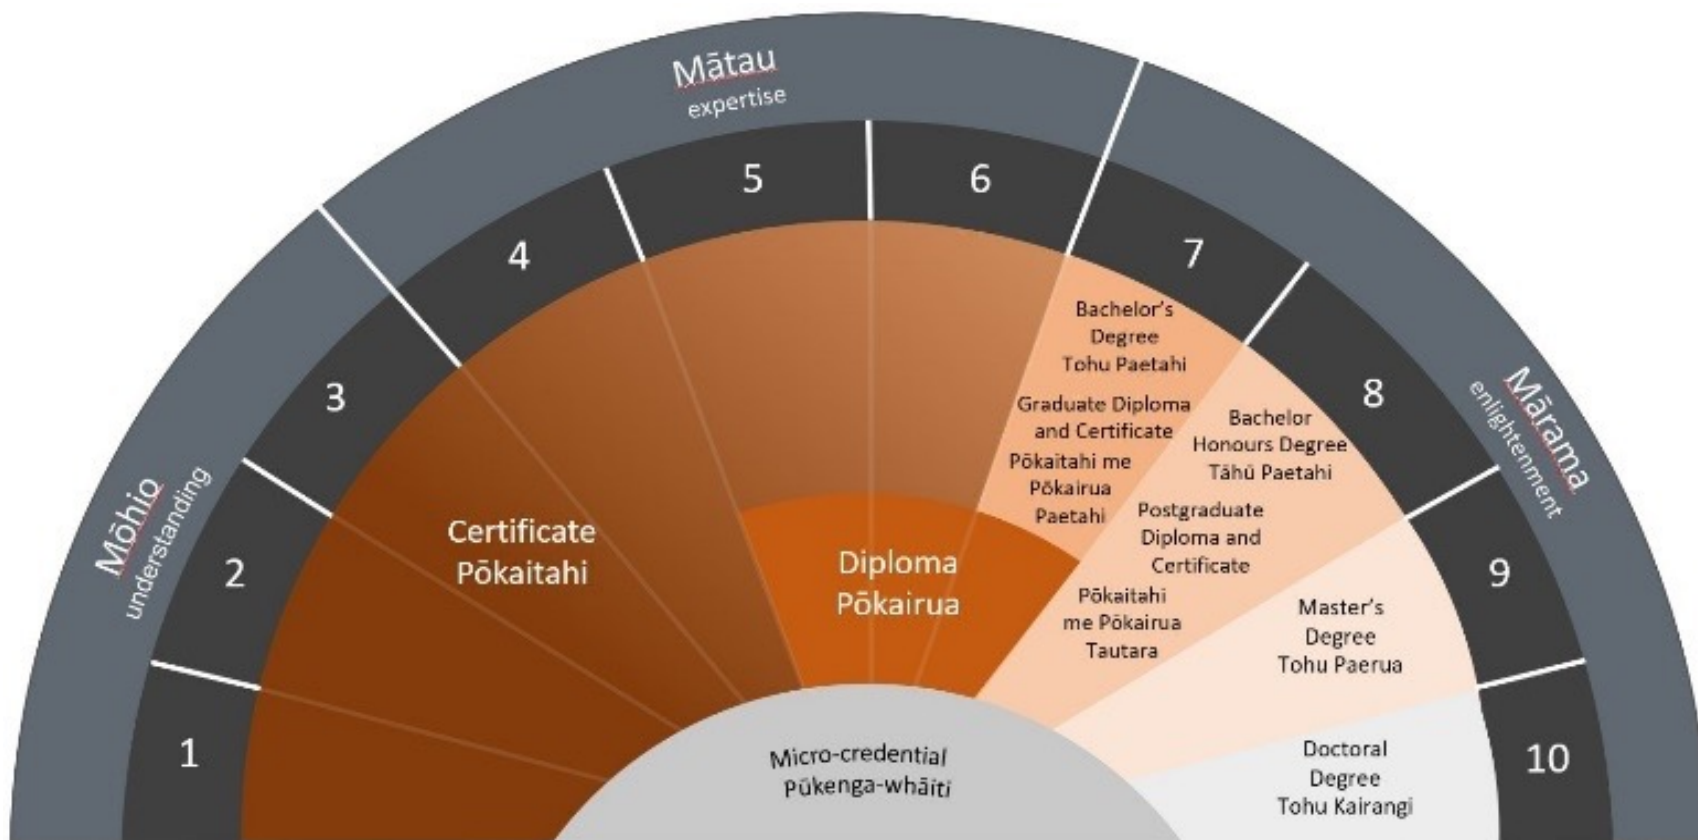 Mātau
expertise
Mōhio
understanding
Mārama
enlightenment
1
2
3
4
5
6
7
8
9
10
Certificate
Pōkaitahi
Diploma
Pōkairua
Bachelor's
Degree
Tohu Paetahi
Graduate Diploma
and Certificate
Pōkaitahi me
Pōkairua
Paetahi
Bachelor
Honours Degree
Tāhū Paetahi
Postgraduate
Diploma and
Certificate
Pōkaitahi
me Pōkairua
Tautara
Master's
Degree
Tohu Paerua
Doctoral
Degree
Tohu Kairangi
Micro-credential
Pūkenga-whāiti